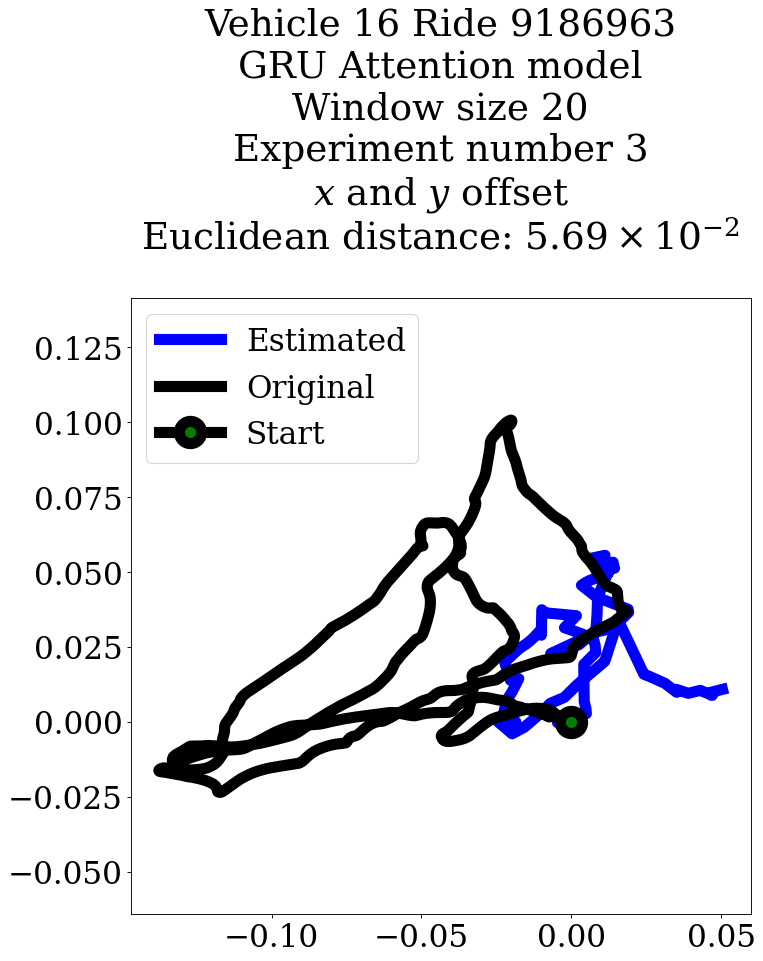 Vehicle 16 Ride 9186963
GRU Attention model
Window size 20
Experiment number 3
x and y offset
Euclidean distance: 5.69 × 10⁻²
Estimated
Original
Start
0.125
0.100
0.075
0.050
0.025
0.000
−0.025
−0.050
−0.10 −0.05 0.00 0.05